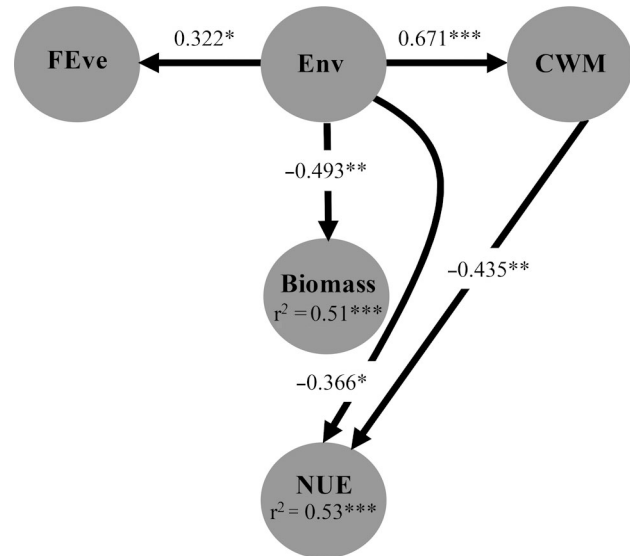 0.322*
0.671***
FEve
Env
CWM
−0.493**
−0.435**
Biomass
r² = 0.51***
−0.366*
NUE
r² = 0.53***